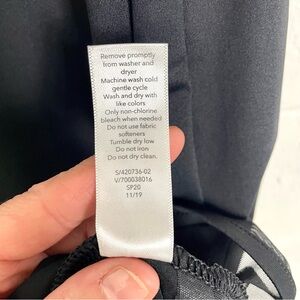 Remove promptly
from washer and
dryer
Machine wash cold
gentle cycle
Wash and dry with
like colors
Only non-chlorine
bleach when needed
Do not use fabric
softeners
Tumble dry low
Do not iron
Do not dry clean.
S/420736-02
V/700038016
SP20
11/19